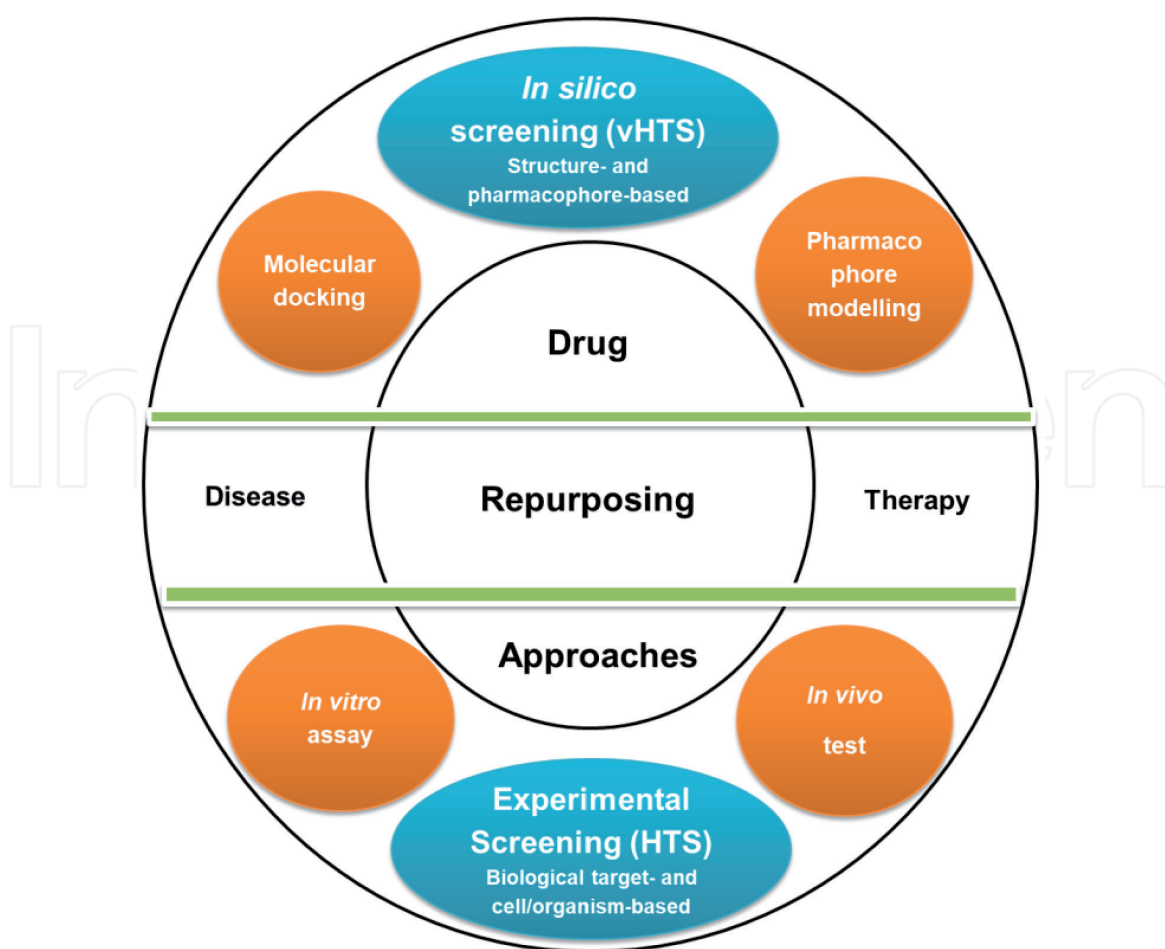 In silico
screening (vHTS)
Structure- and
pharmacophore-based
Molecular
docking
Pharmaco
phore
modelling
Drug
Disease
Repurposing
Therapy
Approaches
In vitro
assay
In vivo
test
Experimental
Screening (HTS)
Biological target- and
cell/organism-based